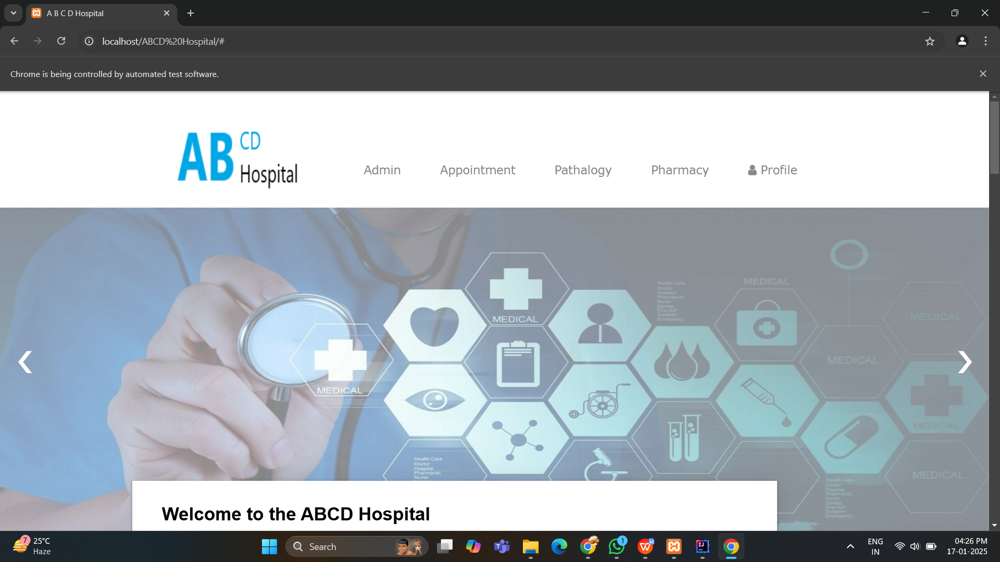 A B C D Hospital
localhost/ABCD%20Hospital/#
Chrome is being controlled by automated test software.
AB CD
Hospital
Admin
Appointment
Pathalogy
Pharmacy
Profile
MEDICAL
MEDICAL
Health Care
Doctor
Hospital
Pharmacist
Nurse
Dentist
First Aid
Surgeon
Emergency
MEDICAL
MEDICAL
MEDICAL
MEDICAL
MEDICAL
Health Care
Doctor
Hospital
Pharmacist
Nurse
Health Care
Doctor
Hospital
Pharmacist
Nurse
Dentist
First Aid
Surgeon
Emergency
Welcome to the ABCD Hospital
7
25°C
Haze
Search
1
ENG
IN
04:26 PM
17-01-2025